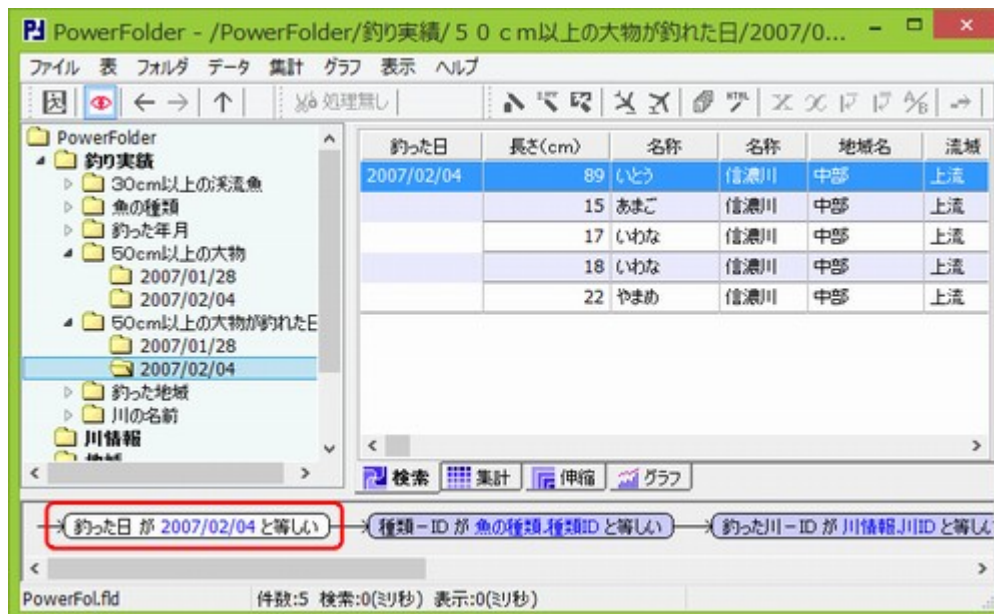 PowerFolder - /PowerFolder/釣り実績/５０ｃｍ以上の大物が釣れた日/2007/0...
ファイル 表 フォルダ データ 集計 グラフ 表示 ヘルプ
処理無し
PowerFolder
釣り実績
30cm以上の渓流魚
魚の種類
釣った年月
50cm以上の大物
2007/01/28
2007/02/04
50cm以上の大物が釣れた日
2007/01/28
2007/02/04
釣った地域
川の名前
川情報
地域
釣った日 長さ(cm) 名称 名称 地域名 流域
2007/02/04 89 いとう 信濃川 中部 上流
15 あまご 信濃川 中部 上流
17 いわな 信濃川 中部 上流
18 いわな 信濃川 中部 上流
22 やまめ 信濃川 中部 上流
検索 集計 伸縮 グラフ
釣った日 が 2007/02/04 と等しい 種類－ID が 魚の種類.種類ID と等しい 釣った川－ID が 川情報.川ID と等しい
PowerFol.fld 件数:5 検索:0(ミリ秒) 表示:0(ミリ秒)